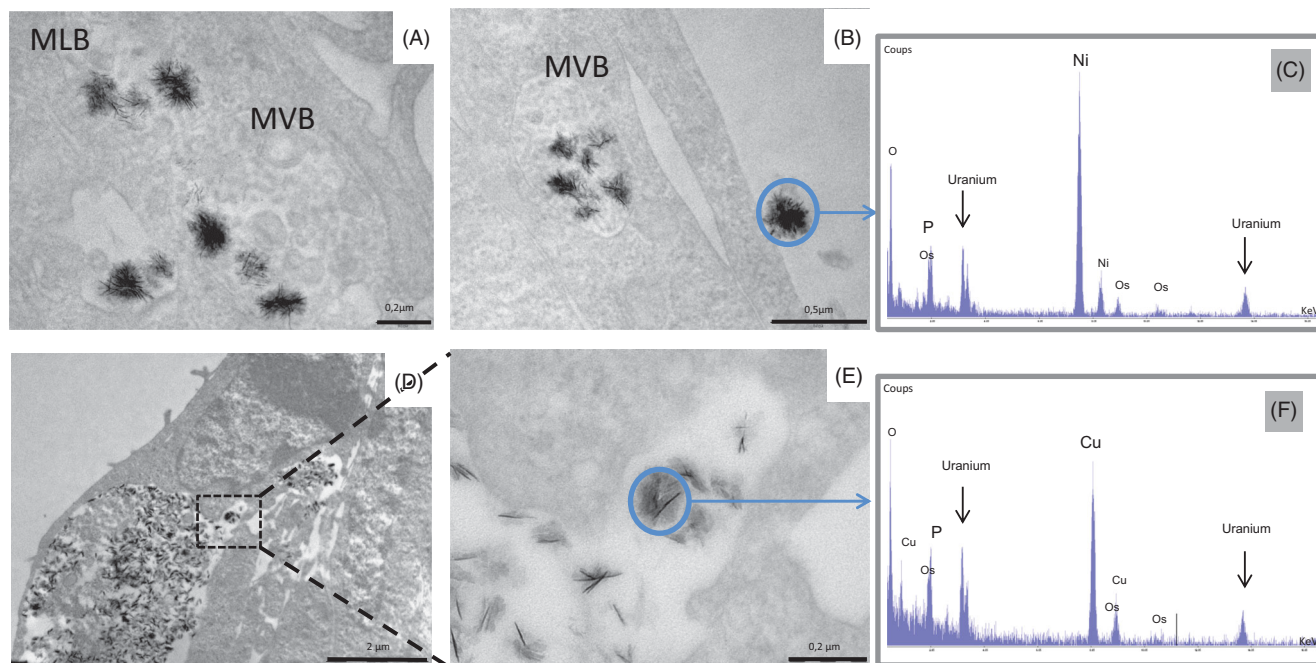 MLB
(A)
MVB
0,2µm
(B)
MVB
0,5µm
Coups
(C)
Ni
O
Uranium
P
Os
Uranium
Ni
Os
Os
KeV
(D)
2 µm
(E)
0,2 µm
Coups
(F)
O
Cu
Uranium
Uranium
Cu
P
Os
Cu
Os
Os
KeV